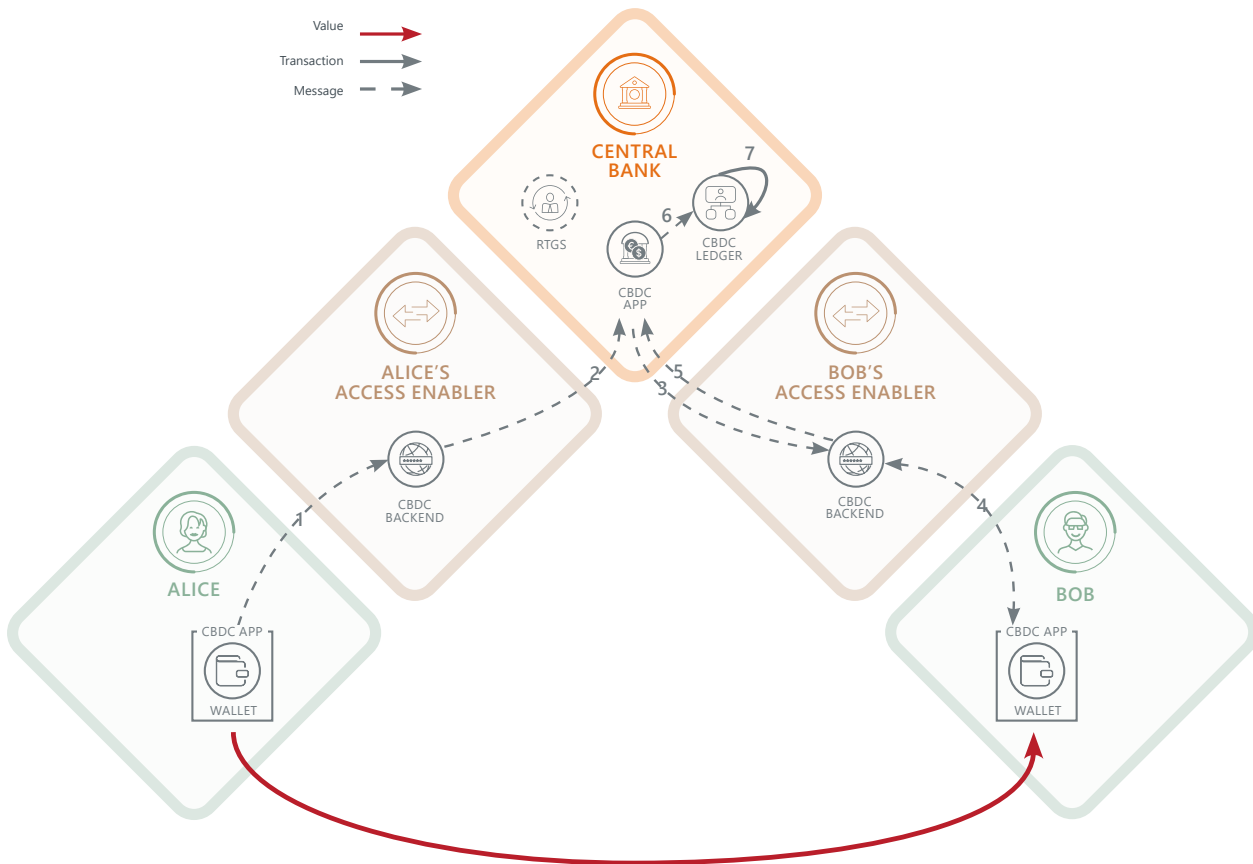 Value
Transaction
Message
CENTRAL
BANK
7
6
RTGS
CBDC
LEDGER
CBDC
APP
ALICE'S
ACCESS ENABLER
2
3
5
BOB'S
ACCESS ENABLER
CBDC
BACKEND
CBDC
BACKEND
1
4
ALICE
BOB
CBDC APP
WALLET
CBDC APP
WALLET